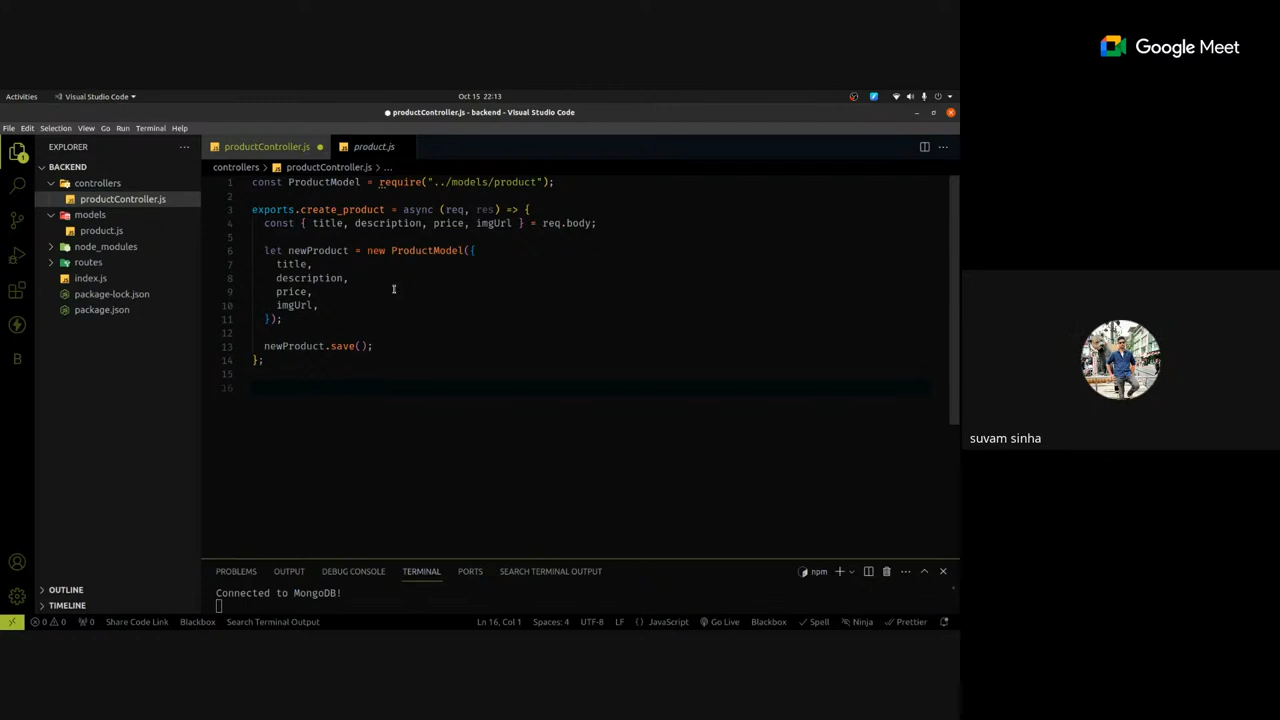 Google Meet
Activities
Visual Studio Code
Oct 15 22:13
productController.js - backend - Visual Studio Code
File Edit Selection View Go Run Terminal Help
EXPLORER
BACKEND
controllers
productController.js
models
product.js
node_modules
routes
index.js
package-lock.json
package.json
OUTLINE
TIMELINE
1
B
productController.js
product.js
controllers > productController.js > ...
1 const ProductModel = require("../models/product");
2
3 exports.create_product = async (req, res) => {
4 const { title, description, price, imgUrl } = req.body;
5
6 let newProduct = new ProductModel({
7 title,
8 description,
9 price,
10 imgUrl,
11 });
12
13 newProduct.save();
14 };
15
16
PROBLEMS OUTPUT DEBUG CONSOLE TERMINAL PORTS SEARCH TERMINAL OUTPUT
npm
Connected to MongoDB!
0 0 0 Share Code Link Blackbox Search Terminal Output
Ln 16, Col 1 Spaces: 4 UTF-8 LF { } JavaScript Go Live Blackbox Spell Ninja Prettier
suvam sinha